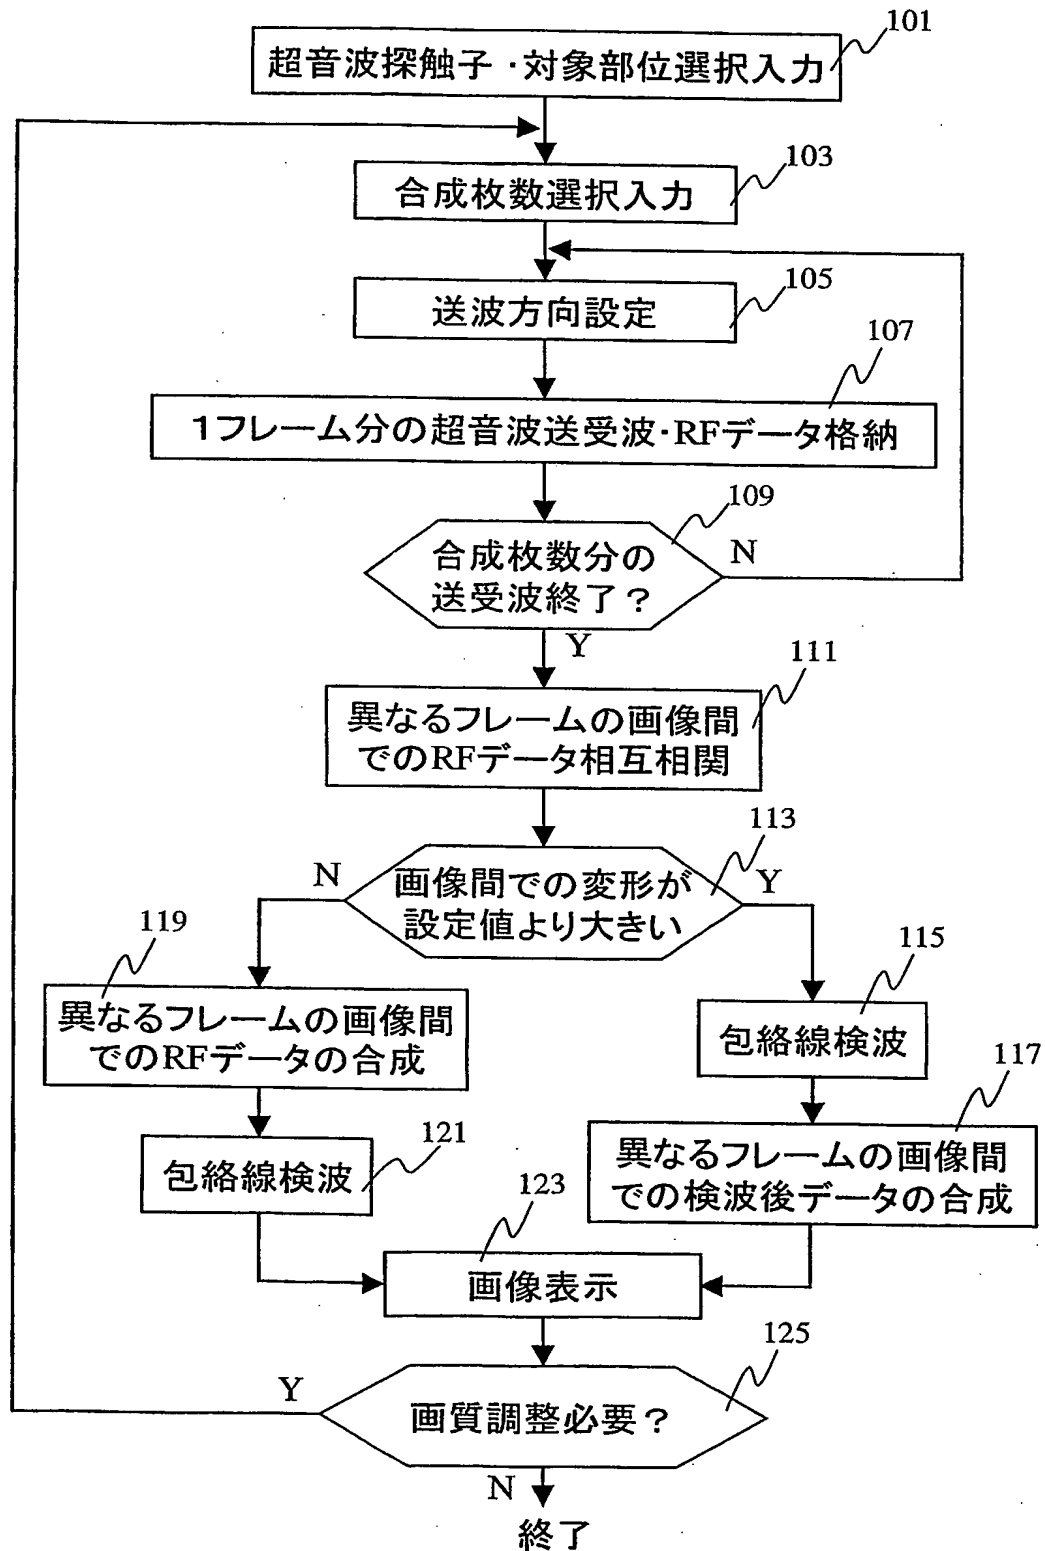 101
超音波探触子・対象部位選択入力
103
合成枚数選択入力
105
送波方向設定
107
1フレーム分の超音波送受波・RFデータ格納
109
合成枚数分の
送受波終了？
N
Y
111
異なるフレームの画像間
でのRFデータ相互相関
113
N
画像間での変形が
設定値より大きい
Y
119
異なるフレームの画像間
でのRFデータの合成
115
包絡線検波
117
異なるフレームの画像間
での検波後データの合成
121
包絡線検波
123
画像表示
125
Y
画質調整必要？
N
終了